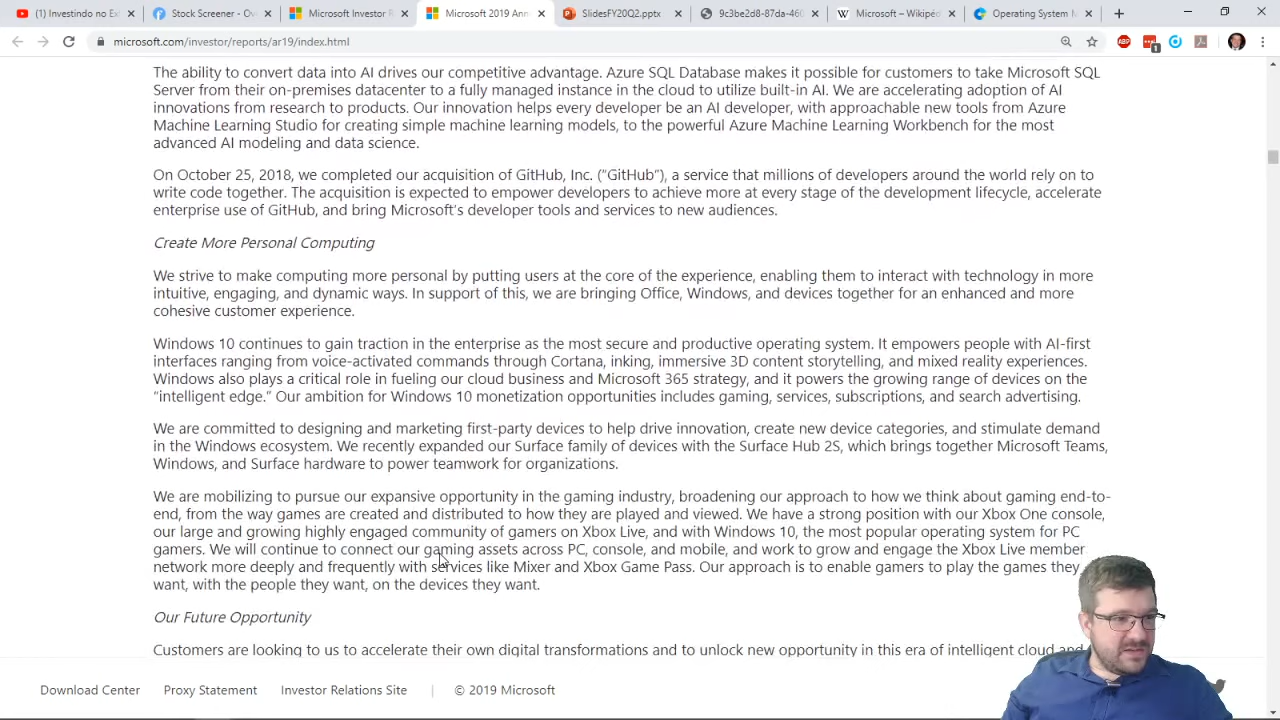 (1) Investindo no Ex
Stock Screener - Ov
Microsoft Investor R
Microsoft 2019 Ann
SlidesFY20Q2.pptx
9c3be2d8-87da-460
Microsoft – Wikipéd
Operating System M
microsoft.com/investor/reports/ar19/index.html
ABP
1
The ability to convert data into AI drives our competitive advantage. Azure SQL Database makes it possible for customers to take Microsoft SQL
Server from their on-premises datacenter to a fully managed instance in the cloud to utilize built-in AI. We are accelerating adoption of AI
innovations from research to products. Our innovation helps every developer be an AI developer, with approachable new tools from Azure
Machine Learning Studio for creating simple machine learning models, to the powerful Azure Machine Learning Workbench for the most
advanced AI modeling and data science.
On October 25, 2018, we completed our acquisition of GitHub, Inc. (“GitHub”), a service that millions of developers around the world rely on to
write code together. The acquisition is expected to empower developers to achieve more at every stage of the development lifecycle, accelerate
enterprise use of GitHub, and bring Microsoft’s developer tools and services to new audiences.
Create More Personal Computing
We strive to make computing more personal by putting users at the core of the experience, enabling them to interact with technology in more
intuitive, engaging, and dynamic ways. In support of this, we are bringing Office, Windows, and devices together for an enhanced and more
cohesive customer experience.
Windows 10 continues to gain traction in the enterprise as the most secure and productive operating system. It empowers people with AI-first
interfaces ranging from voice-activated commands through Cortana, inking, immersive 3D content storytelling, and mixed reality experiences.
Windows also plays a critical role in fueling our cloud business and Microsoft 365 strategy, and it powers the growing range of devices on the
“intelligent edge.” Our ambition for Windows 10 monetization opportunities includes gaming, services, subscriptions, and search advertising.
We are committed to designing and marketing first-party devices to help drive innovation, create new device categories, and stimulate demand
in the Windows ecosystem. We recently expanded our Surface family of devices with the Surface Hub 2S, which brings together Microsoft Teams,
Windows, and Surface hardware to power teamwork for organizations.
We are mobilizing to pursue our expansive opportunity in the gaming industry, broadening our approach to how we think about gaming end-to-
end, from the way games are created and distributed to how they are played and viewed. We have a strong position with our Xbox One console,
our large and growing highly engaged community of gamers on Xbox Live, and with Windows 10, the most popular operating system for PC
gamers. We will continue to connect our gaming assets across PC, console, and mobile, and work to grow and engage the Xbox Live member
network more deeply and frequently with services like Mixer and Xbox Game Pass. Our approach is to enable gamers to play the games they
want, with the people they want, on the devices they want.
Our Future Opportunity
Customers are looking to us to accelerate their own digital transformations and to unlock new opportunity in this era of intelligent cloud and
Download Center
Proxy Statement
Investor Relations Site
© 2019 Microsoft